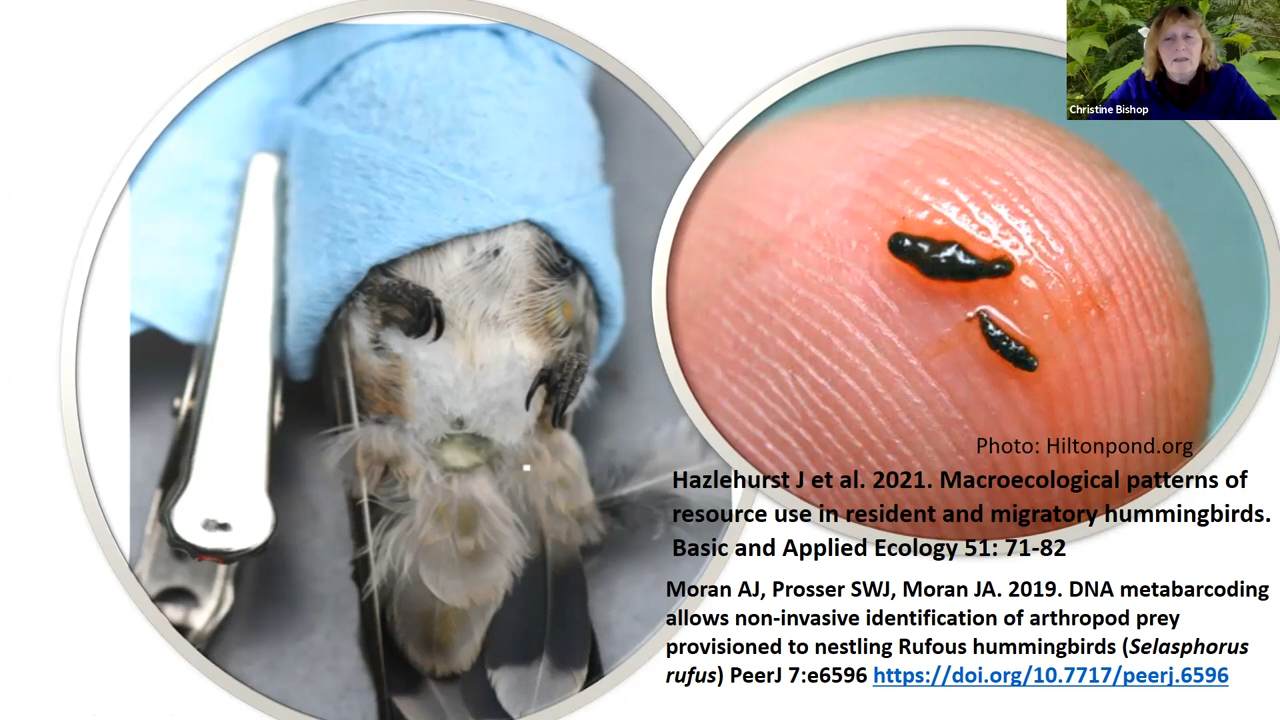 Christine Bishop
Photo: Hiltonpond.org
Hazlehurst J et al. 2021. Macroecological patterns of
resource use in resident and migratory hummingbirds.
Basic and Applied Ecology 51: 71-82
Moran AJ, Prosser SWJ, Moran JA. 2019. DNA metabarcoding
allows non-invasive identification of arthropod prey
provisioned to nestling Rufous hummingbirds (Selasphorus
rufus) PeerJ 7:e6596 https://doi.org/10.7717/peerj.6596